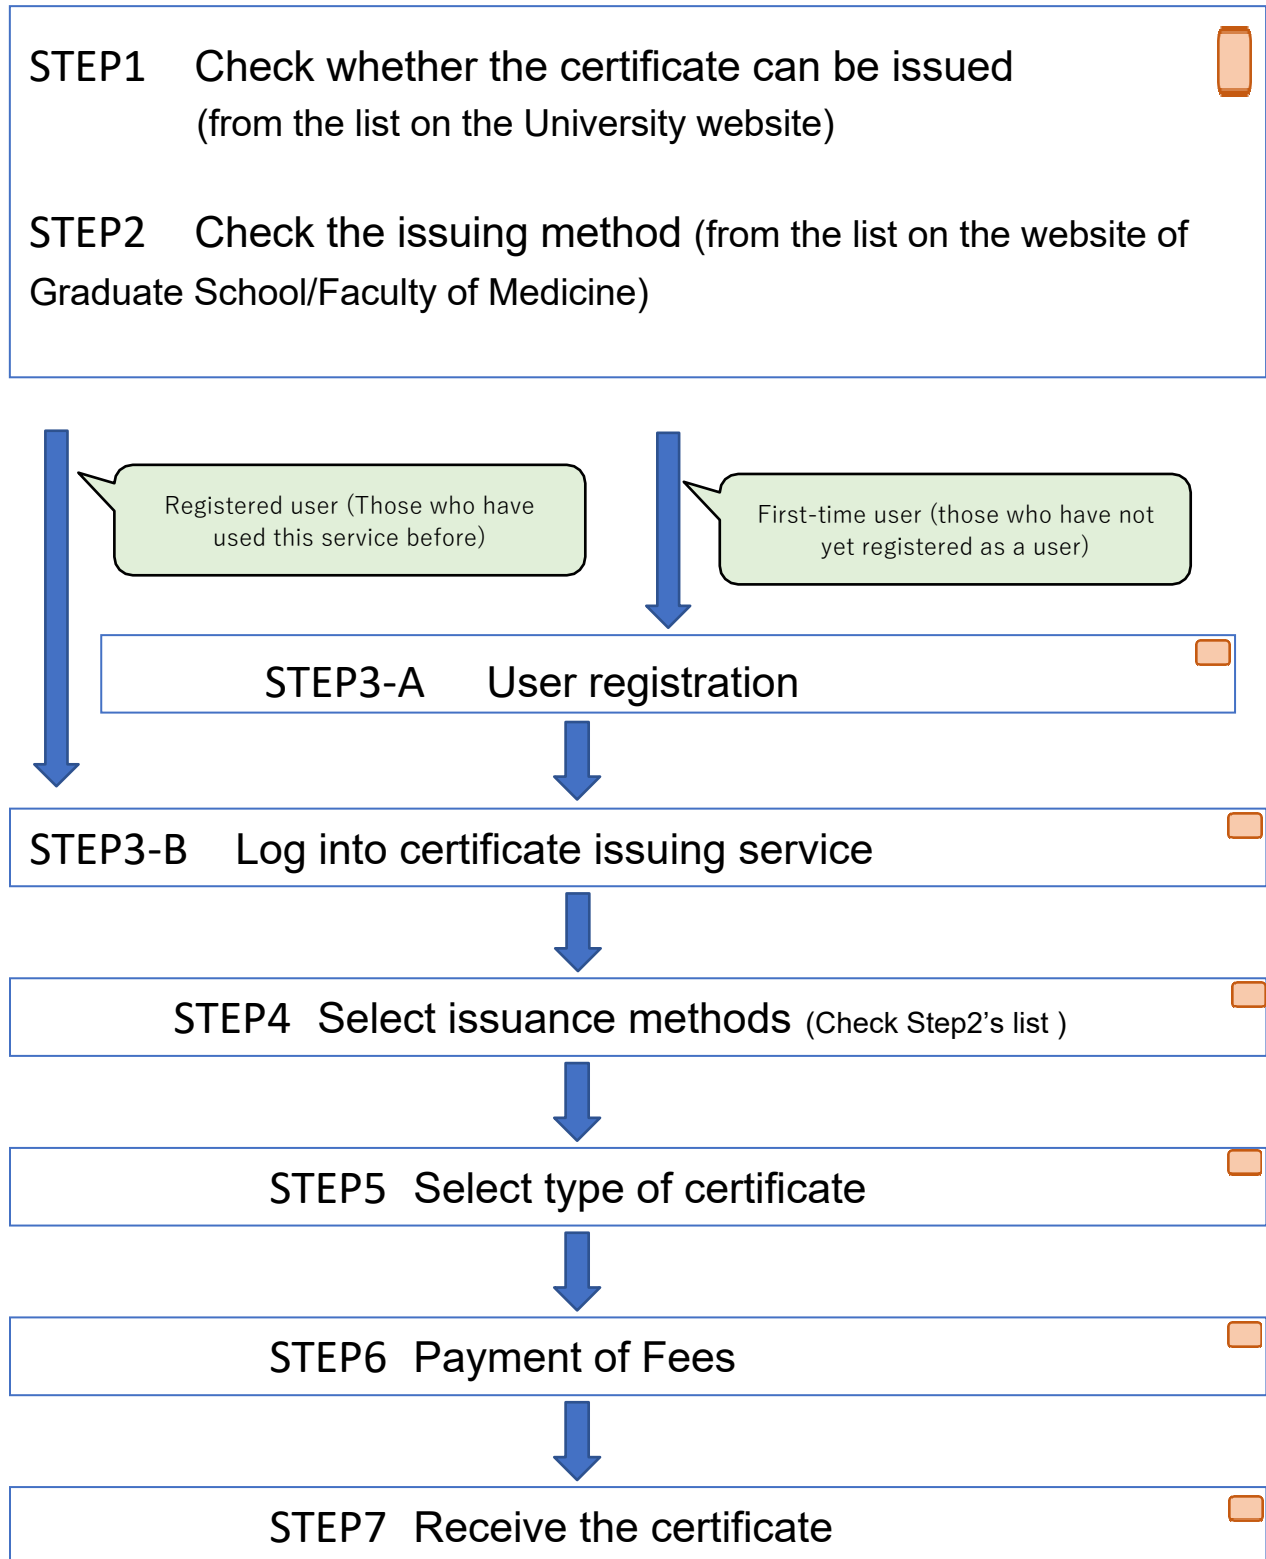 STEP1 Check whether the certificate can be issued
(from the list on the University website)
STEP2 Check the issuing method (from the list on the website of
Graduate School/Faculty of Medicine)
Registered user (Those who have
used this service before)
First-time user (those who have not
yet registered as a user)
STEP3-A User registration
STEP3-B Log into certificate issuing service
STEP4 Select issuance methods (Check Step2’s list )
STEP5 Select type of certificate
STEP6 Payment of Fees
STEP7 Receive the certificate